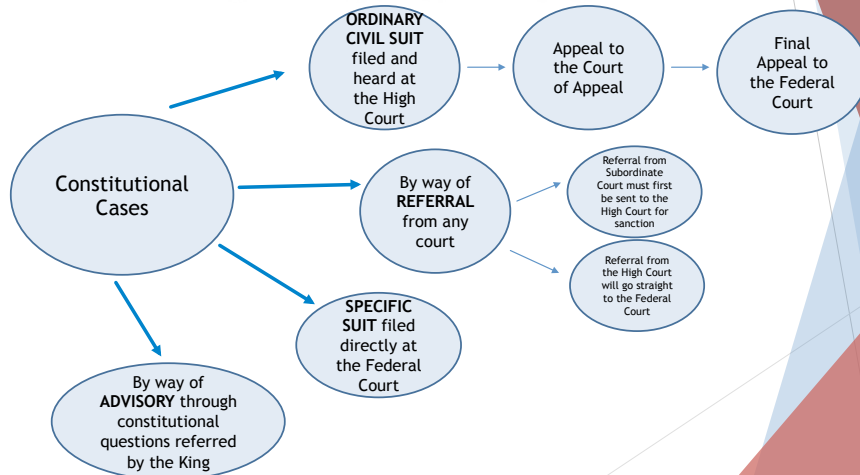 Constitutional
Cases
ORDINARY
CIVIL SUIT
filed and
heard at
the High
Court
Appeal to
the Court
of Appeal
Final
Appeal to
the Federal
Court
By way of
REFERRAL
from any
court
Referral from
Subordinate
Court must first
be sent to the
High Court for
sanction
Referral from
the High Court
will go straight
to the Federal
Court
SPECIFIC
SUIT filed
directly at
the Federal
Court
By way of
ADVISORY through
constitutional
questions referred
by the King